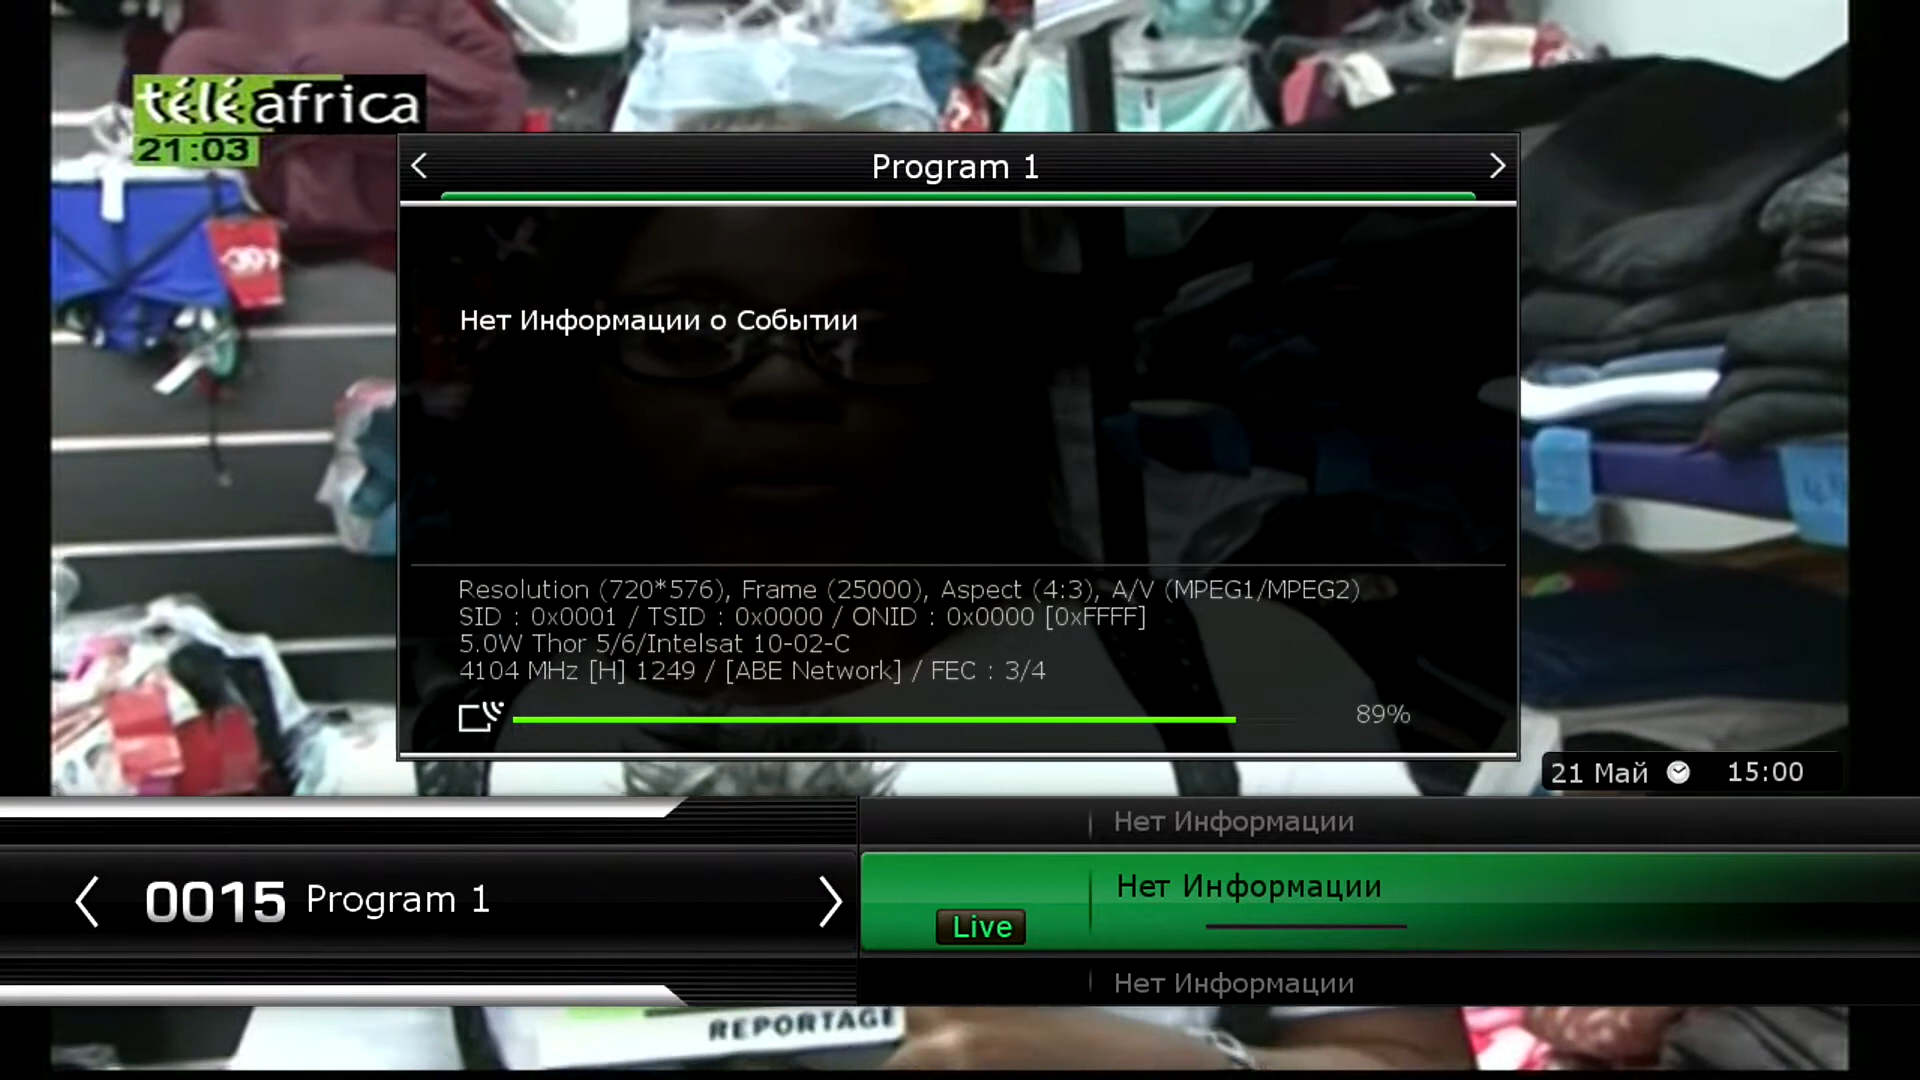 télé africa
21:03
Program 1
Нет Информации о Событии
Resolution (720*576), Frame (25000), Aspect (4:3), A/V (MPEG1/MPEG2)
SID : 0x0001 / TSID : 0x0000 / ONID : 0x0000 [0xFFFF]
5.0W Thor 5/6/Intelsat 10-02-C
4104 MHz [H] 1249 / [ABE Network] / FEC : 3/4
89%
21 Май 15:00
Нет Информации
0015 Program 1
Нет Информации
Live
Нет Информации
REPORTAGE